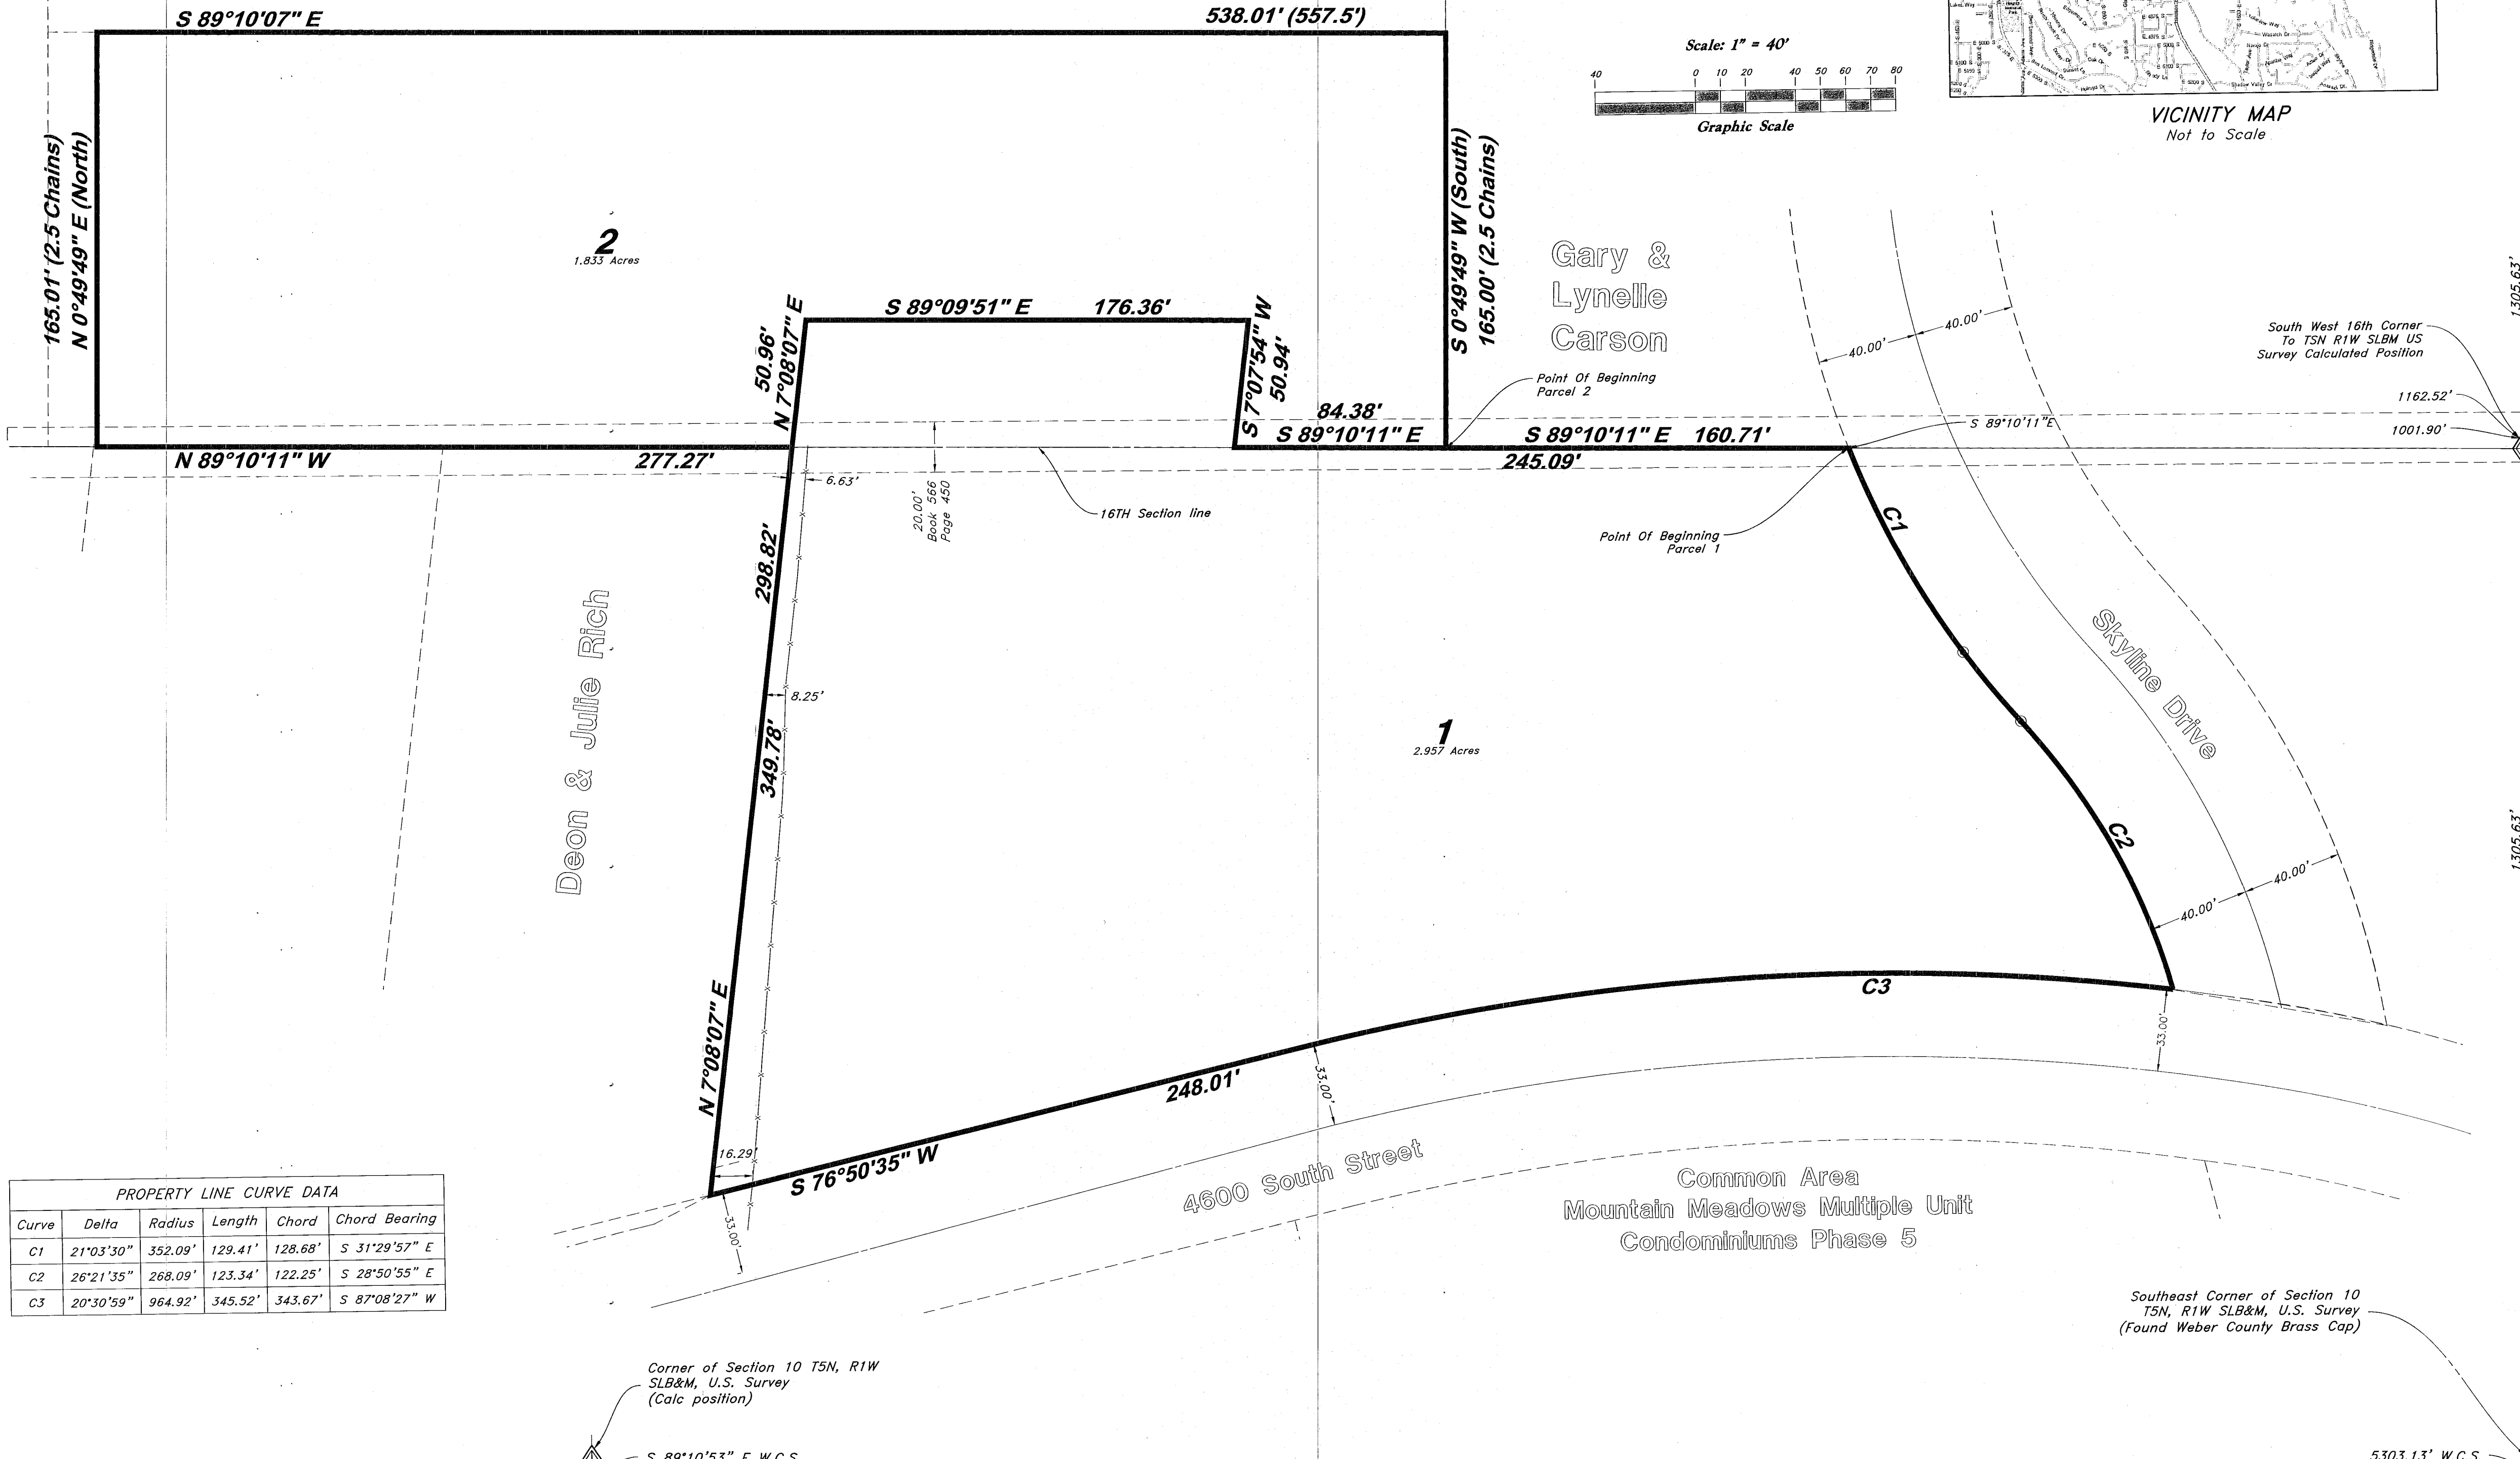 S 89°10'07" E
538.01' (557.5')
165.01' (2.5 Chains)
N 0°49'49" E (North)
2
1.833 Acres
S 0°49'49" W (South)
165.00' (2.5 Chains)
Scale: 1" = 40'
40 0 10 20 40 50 60 70 80
Graphic Scale
VICINITY MAP
Not to Scale
Gary &
Lynelle
Carson
40.00'
40.00'
1305.63'
South West 16th Corner
To TSN R1W SLBM US
Survey Calculated Position
1162.52'
1001.90'
S 89°10'11"E
Point Of Beginning
Parcel 2
50.96'
N 7°08'07" E
S 89°09'51" E
176.36'
S 7°07'54" W
50.94'
84.38'
S 89°10'11" E
S 89°10'11" E 160.71'
245.09'
N 89°10'11" W
277.27'
6.63'
20.00'
Book 566
Page 450
16TH Section line
Point Of Beginning
Parcel 1
C1
298.82'
8.25'
349.78'
Deon & Julie Rich
1
2.957 Acres
Skyline Drive
C2
40.00'
40.00'
1305.63'
C3
N 7°08'07" E
16.29'
S 76°50'35" W
248.01'
33.00'
33.00'
33.00'
4600 South Street
Common Area
Mountain Meadows Multiple Unit
Condominiums Phase 5
PROPERTY LINE CURVE DATA
Curve Delta Radius Length Chord Chord Bearing
C1 21°03'30" 352.09' 129.41' 128.68' S 31°29'57" E
C2 26°21'35" 268.09' 123.34' 122.25' S 28°50'55" E
C3 20°30'59" 964.92' 345.52' 343.67' S 87°08'27" W
Southeast Corner of Section 10
T5N, R1W SLB&M, U.S. Survey
(Found Weber County Brass Cap)
Corner of Section 10 T5N, R1W
SLB&M, U.S. Survey
(Calc position)
S 89°10'53" E W.C.S.
5303.13' W.C.S.